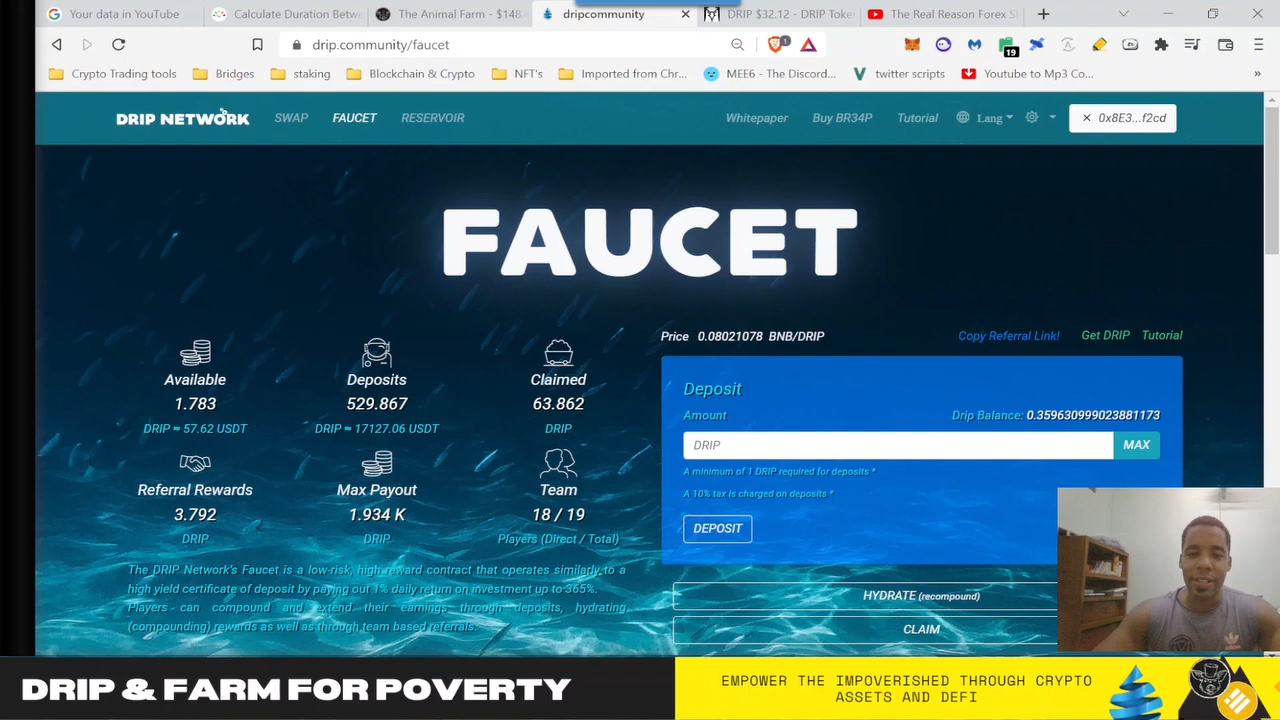 Your data in YouTube
Calculate Duration Betwe
The Animal Farm - $148.
dripcommunity
DRIP $32.12 - DRIP Toke
The Real Reason Forex S
drip.community/faucet
1
19
Crypto Trading tools
Bridges
staking
Blockchain & Crypto
NFT's
Imported from Chr...
MEE6 - The Discord...
twitter scripts
Youtube to Mp3 Co...
»
DRIP NETWORK
SWAP
FAUCET
RESERVOIR
Whitepaper
Buy BR34P
Tutorial
Lang
× 0x8E3...f2cd
FAUCET
Price 0.08021078 BNB/DRIP
Copy Referral Link!
Get DRIP
Tutorial
Available
1.783
DRIP ≈ 57.62 USDT
Deposits
529.867
DRIP ≈ 17127.06 USDT
Claimed
63.862
DRIP
Referral Rewards
3.792
DRIP
Max Payout
1.934 K
DRIP
Team
18 / 19
Players (Direct / Total)
The DRIP Network's Faucet is a low-risk, high reward contract that operates similarly to a
high yield certificate of deposit by paying out 1% daily return on investment up to 365%.
Players - can compound and extend their earnings through deposits, hydrating
(compounding) rewards as well as through team based referrals.
Deposit
Amount
Drip Balance: 0.359630999023881173
DRIP
MAX
A minimum of 1 DRIP required for deposits *
A 10% tax is charged on deposits *
DEPOSIT
HYDRATE (recompound)
CLAIM
DRIP & FARM FOR POVERTY
EMPOWER THE IMPOVERISHED THROUGH CRYPTO
ASSETS AND DEFI